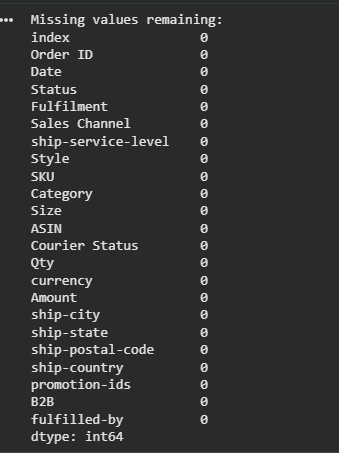 Missing values remaining:
index 0
Order ID 0
Date 0
Status 0
Fulfilment 0
Sales Channel 0
ship-service-level 0
Style 0
SKU 0
Category 0
Size 0
ASIN 0
Courier Status 0
Qty 0
currency 0
Amount 0
ship-city 0
ship-state 0
ship-postal-code 0
ship-country 0
promotion-ids 0
B2B 0
fulfilled-by 0
dtype: int64